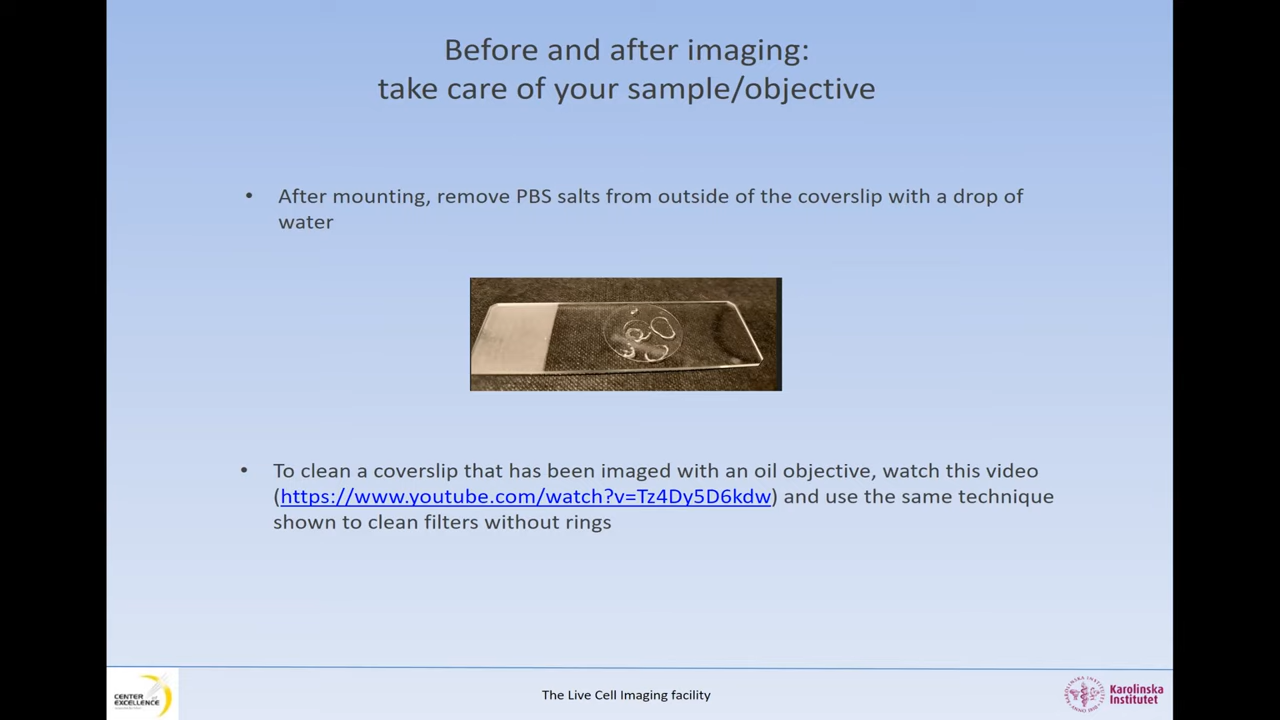 Before and after imaging:
take care of your sample/objective
• After mounting, remove PBS salts from outside of the coverslip with a drop of
water
• To clean a coverslip that has been imaged with an oil objective, watch this video
(https://www.youtube.com/watch?v=Tz4Dy5D6kdw) and use the same technique
shown to clean filters without rings
CENTER OF
EXCELLENCE
The Live Cell Imaging facility
Karolinska
Institutet